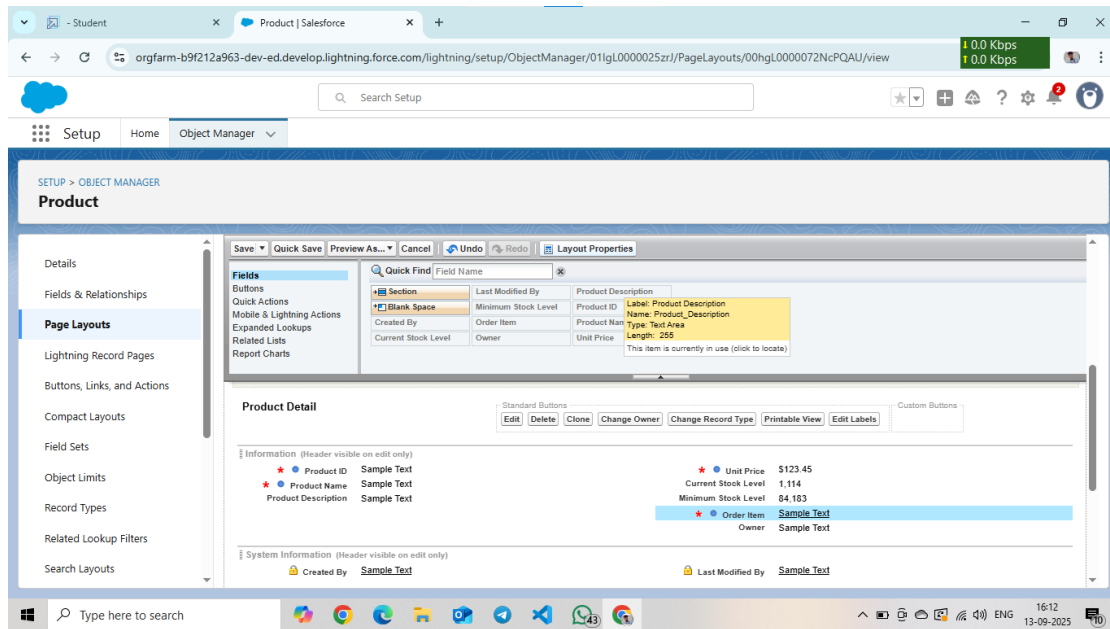 - Student
Product | Salesforce
orgfarm-b9f212a963-dev-ed.develop.lightning.force.com/lightning/setup/ObjectManager/01IgL0000025zrJ/PageLayouts/00hgL0000072NcPQAU/view
0.0 Kbps
0.0 Kbps
Search Setup
2
Setup Home Object Manager
SETUP > OBJECT MANAGER
Product
Details
Fields & Relationships
Page Layouts
Lightning Record Pages
Buttons, Links, and Actions
Compact Layouts
Field Sets
Object Limits
Record Types
Related Lookup Filters
Search Layouts
Save Quick Save Preview As... Cancel Undo Redo Layout Properties
Fields
Buttons
Quick Actions
Mobile & Lightning Actions
Expanded Lookups
Related Lists
Report Charts
Quick Find Field Name
Section Last Modified By Product Description
Blank Space Minimum Stock Level Product ID
Created By Order Item Product Nam
Current Stock Level Owner Unit Price
Label: Product Description
Name: Product_Description
Type: Text Area
Length: 255
This item is currently in use (click to locate)
Product Detail
Standard Buttons
Edit Delete Clone Change Owner Change Record Type Printable View Edit Labels
Custom Buttons
Information (Header visible on edit only)
* Product ID Sample Text
* Product Name Sample Text
Product Description Sample Text
* Unit Price $123.45
Current Stock Level 1,114
Minimum Stock Level 84,183
* Order Item Sample Text
Owner Sample Text
System Information (Header visible on edit only)
Created By Sample Text
Last Modified By Sample Text
Type here to search
43
ENG
16:12
13-09-2025
10